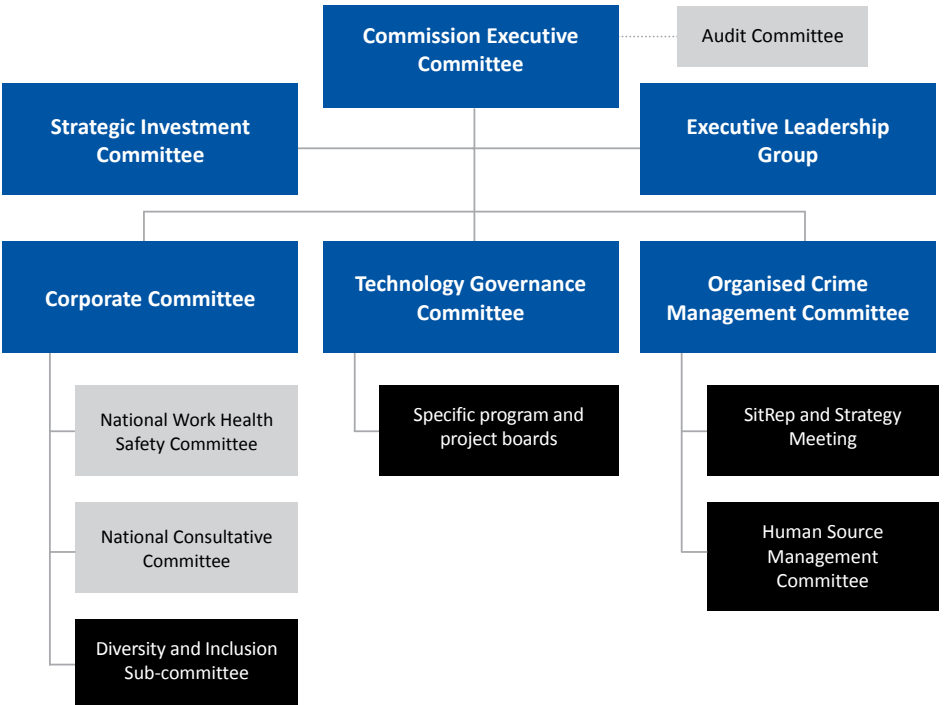 Commission Executive
Committee
Audit Committee
Strategic Investment
Committee
Executive Leadership
Group
Corporate Committee
Technology Governance
Committee
Organised Crime
Management Committee
National Work Health
Safety Committee
Specific program and
project boards
SitRep and Strategy
Meeting
National Consultative
Committee
Human Source
Management
Committee
Diversity and Inclusion
Sub-committee